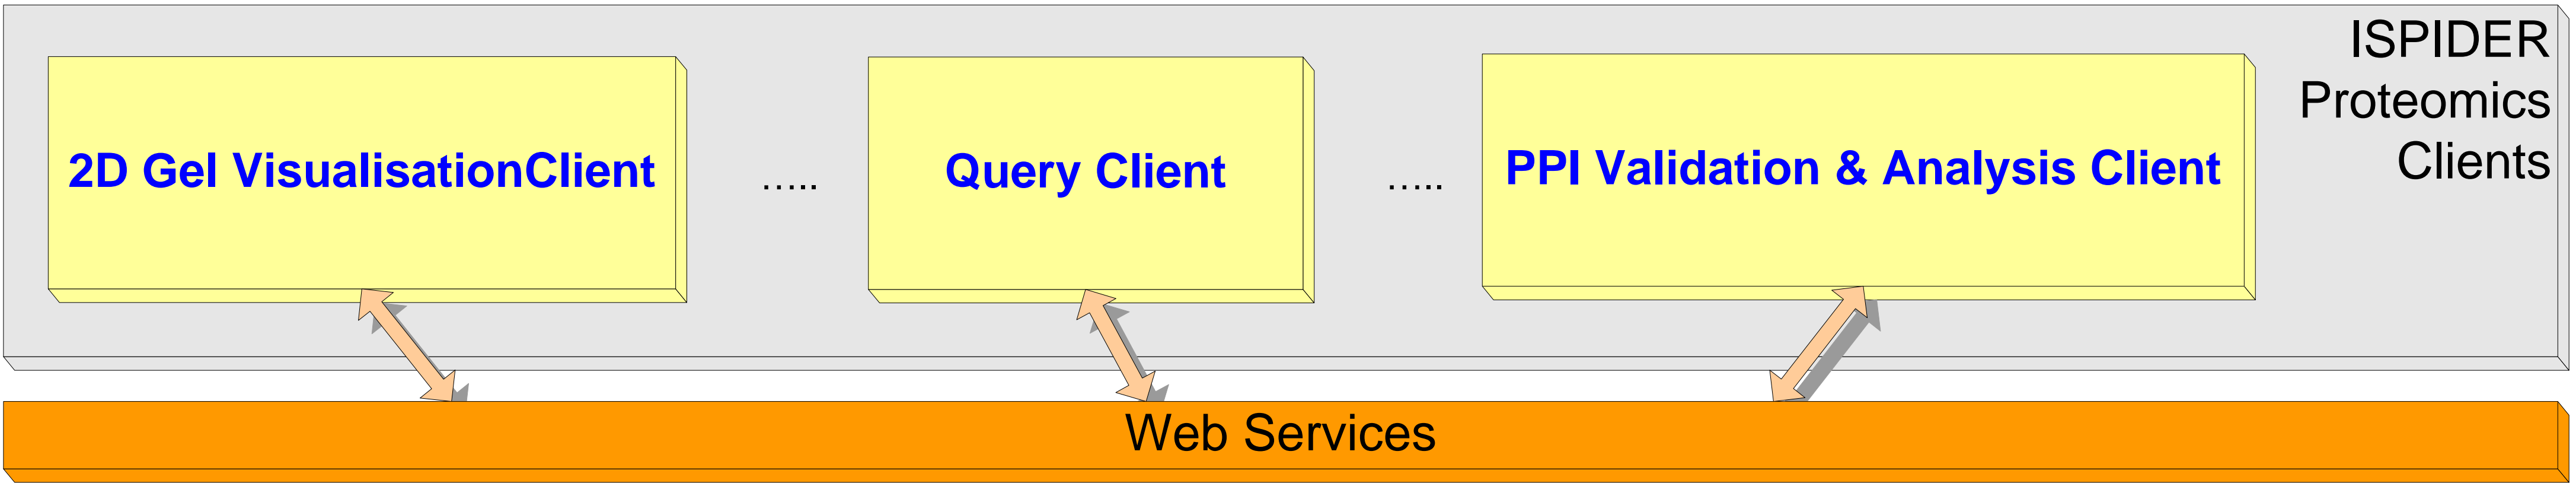 ISPIDER
Proteomics
Clients
2D Gel VisualisationClient
.....
Query Client
.....
PPI Validation & Analysis Client
Web Services